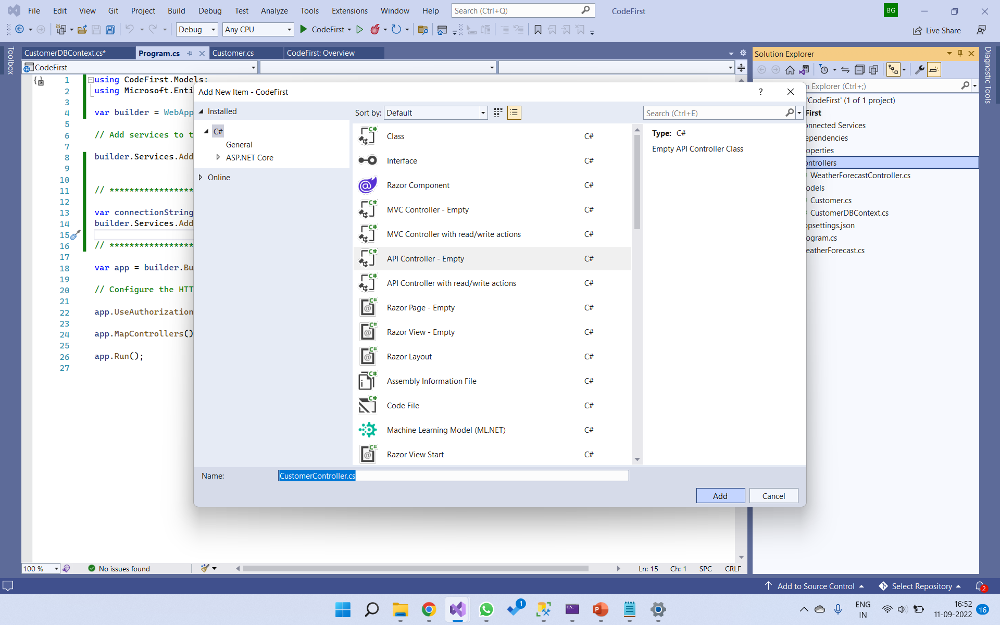 File Edit View Git Project Build Debug Test Analyze Tools Extensions Window Help Search (Ctrl+Q) CodeFirst BG
Debug Any CPU CodeFirst Live Share
Toolbox
CustomerDBContext.cs* Program.cs Customer.cs CodeFirst: Overview
CodeFirst
1 using CodeFirst.Models;
2 using Microsoft.Enti
3
4 var builder = WebApp
5
6 // Add services to t
7
8 builder.Services.Add
9
10
11 // *****************
12
13 var connectionString
14 builder.Services.Add
15
16 // *****************
17
18 var app = builder.Bu
19
20 // Configure the HTT
21
22 app.UseAuthorization
23
24 app.MapControllers()
25
26 app.Run();
27
Add New Item - CodeFirst ?
Installed
C#
General
ASP.NET Core
Online
Sort by: Default
Search (Ctrl+E)
Class C#
Interface C#
Razor Component C#
MVC Controller - Empty C#
MVC Controller with read/write actions C#
API Controller - Empty C#
API Controller with read/write actions C#
Razor Page - Empty C#
Razor View - Empty C#
Razor Layout C#
Assembly Information File C#
Code File C#
Machine Learning Model (ML.NET) C#
Razor View Start C#
Type: C#
Empty API Controller Class
Name: CustomerController.cs
Add Cancel
Solution Explorer
n Explorer (Ctrl+;)
'CodeFirst' (1 of 1 project)
First
nnected Services
ependencies
operties
ontrollers
WeatherForecastController.cs
odels
Customer.cs
CustomerDBContext.cs
ppsettings.json
ogram.cs
eatherForecast.cs
Diagnostic Tools
100 % No issues found Ln: 15 Ch: 1 SPC CRLF
Add to Source Control Select Repository 2
1
ENG
IN
16:52
11-09-2022
16